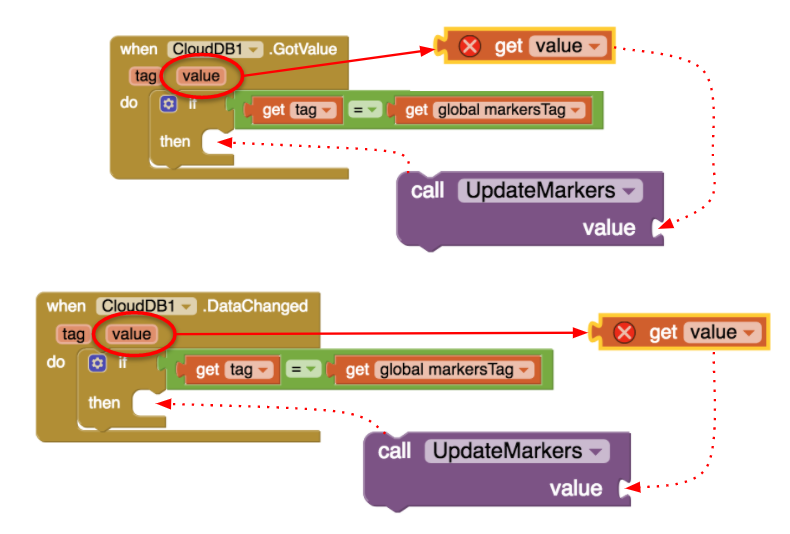 when CloudDB1 .GotValue
get value
tag value
do if get tag = get global markersTag
then
call UpdateMarkers
value
when CloudDB1 .DataChanged
tag value
get value
do if get tag = get global markersTag
then
call UpdateMarkers
value